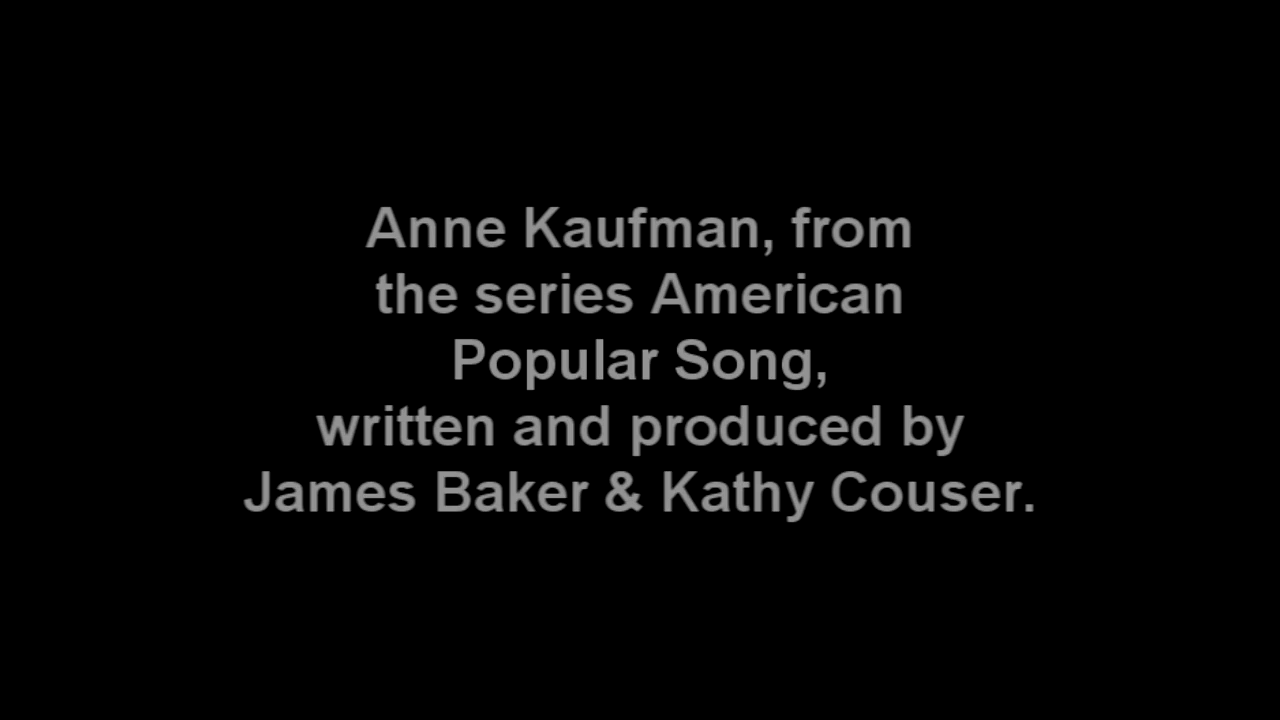 Anne Kaufman, from
the series American
Popular Song,
written and produced by
James Baker & Kathy Couser.